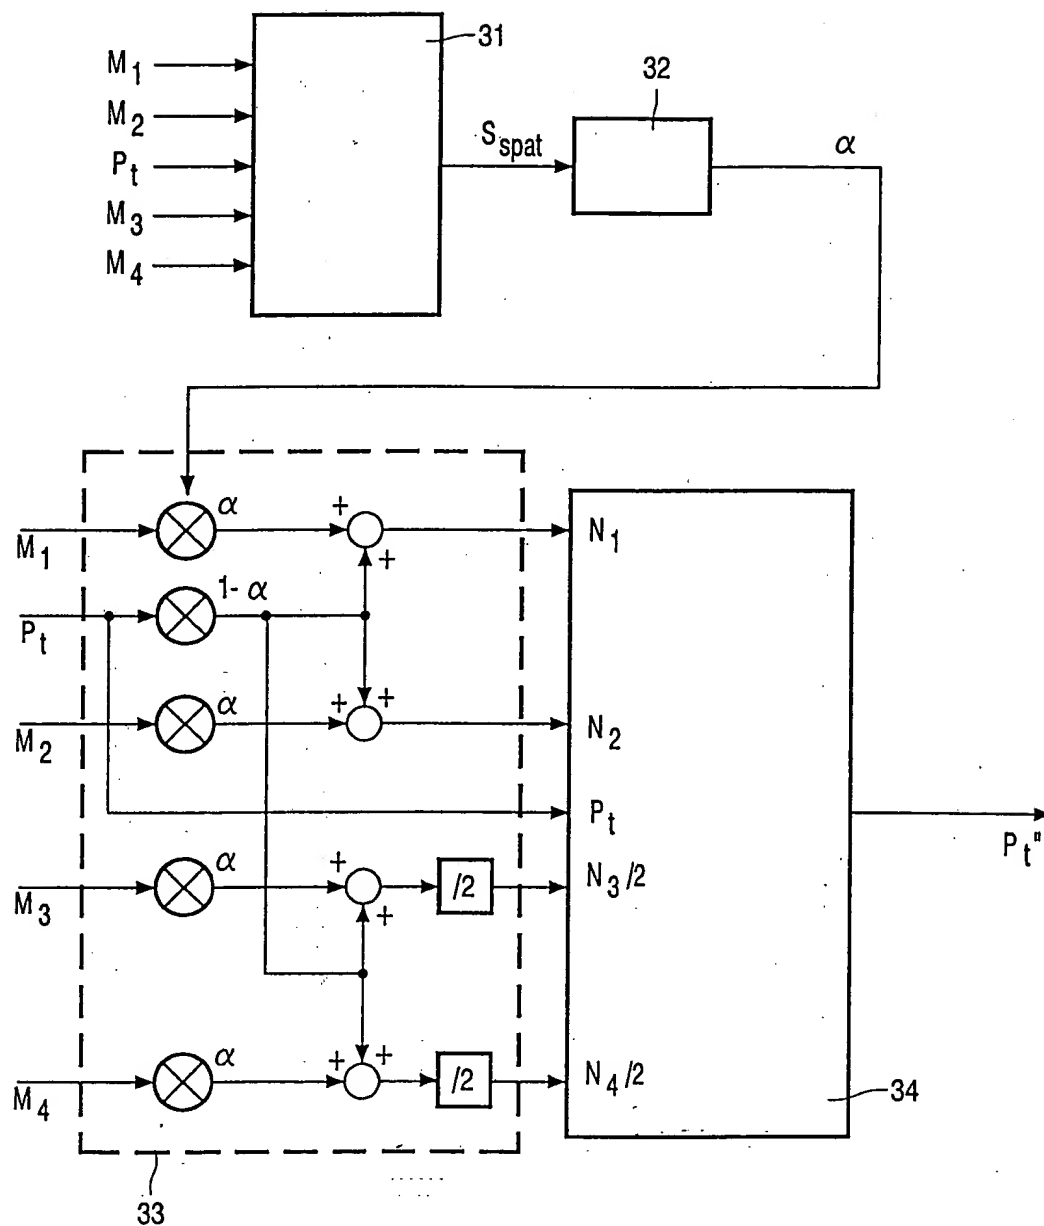 31
M1
M2
Pt
M3
M4
Sspat
32
α
M1
α
+
+
N1
Pt
1- α
M2
α
+
+
N2
Pt
Pt"
M3
α
+
+
/2
N3/2
M4
α
+
+
/2
N4/2
34
33